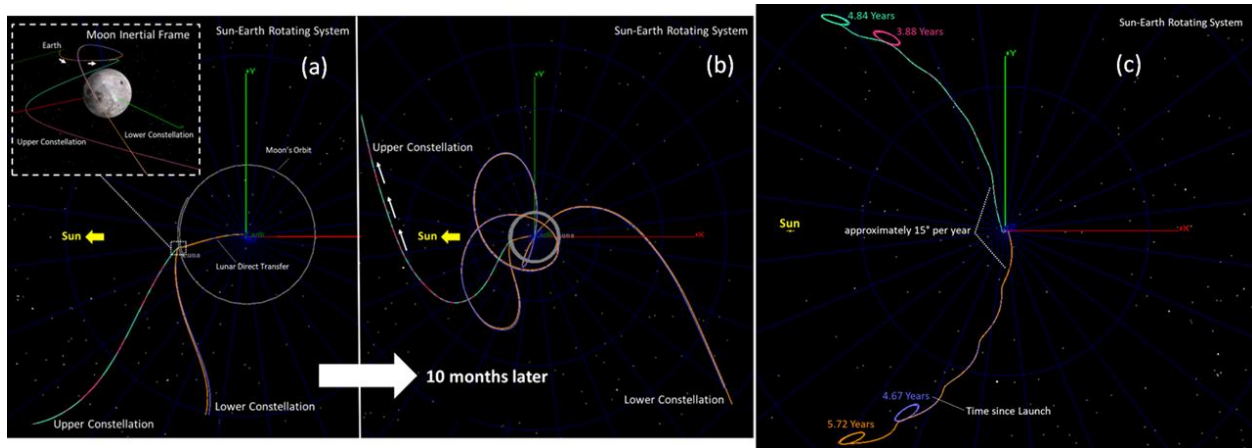 Moon Inertial Frame
Earth
Upper Constellation
Lower Constellation
Sun-Earth Rotating System
(a)
Y
Moon's Orbit
Sun
Luna
Lunar Direct Transfer
Upper Constellation
Lower Constellation
10 months later
Sun-Earth Rotating System
(b)
Y
Upper Constellation
Sun
Luna
X
Lower Constellation
Sun-Earth Rotating System
(c)
4.84 Years
3.88 Years
Y
Sun
approximately 15° per year
X
4.67 Years
5.72 Years
Time since Launch